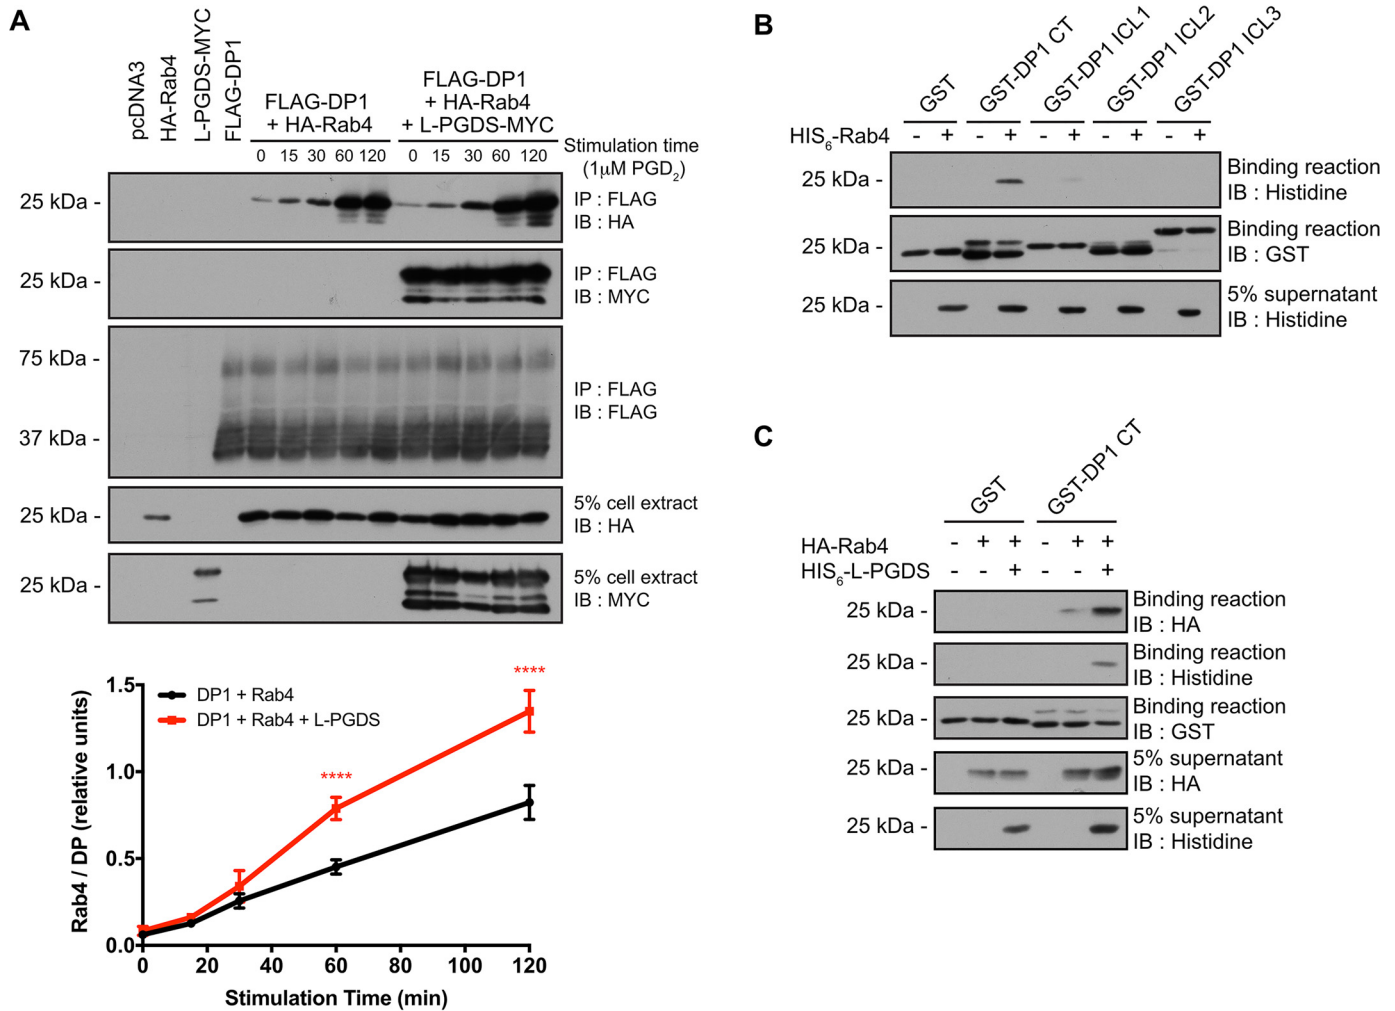 A
pcDNA3
HA-Rab4
L-PGDS-MYC
FLAG-DP1
FLAG-DP1
+ HA-Rab4
FLAG-DP1
+ HA-Rab4
+ L-PGDS-MYC
0 15 30 60 120 0 15 30 60 120
Stimulation time
(1µM PGD2)
25 kDa -
IP : FLAG
IB : HA
25 kDa -
IP : FLAG
IB : MYC
75 kDa -
37 kDa -
IP : FLAG
IB : FLAG
25 kDa -
5% cell extract
IB : HA
25 kDa -
5% cell extract
IB : MYC
Rab4 / DP (relative units)
1.5
1.0
0.5
0.0
DP1 + Rab4
DP1 + Rab4 + L-PGDS
****
****
0 20 40 60 80 100 120
Stimulation Time (min)
B
GST
GST-DP1 CT
GST-DP1 ICL1
GST-DP1 ICL2
GST-DP1 ICL3
HIS6-Rab4 - + - + - + - + - +
25 kDa -
Binding reaction
IB : Histidine
25 kDa -
Binding reaction
IB : GST
25 kDa -
5% supernatant
IB : Histidine
C
GST
GST-DP1 CT
HA-Rab4 - + + - + +
HIS6-L-PGDS - - + - - +
25 kDa -
Binding reaction
IB : HA
25 kDa -
Binding reaction
IB : Histidine
25 kDa -
Binding reaction
IB : GST
25 kDa -
5% supernatant
IB : HA
25 kDa -
5% supernatant
IB : Histidine